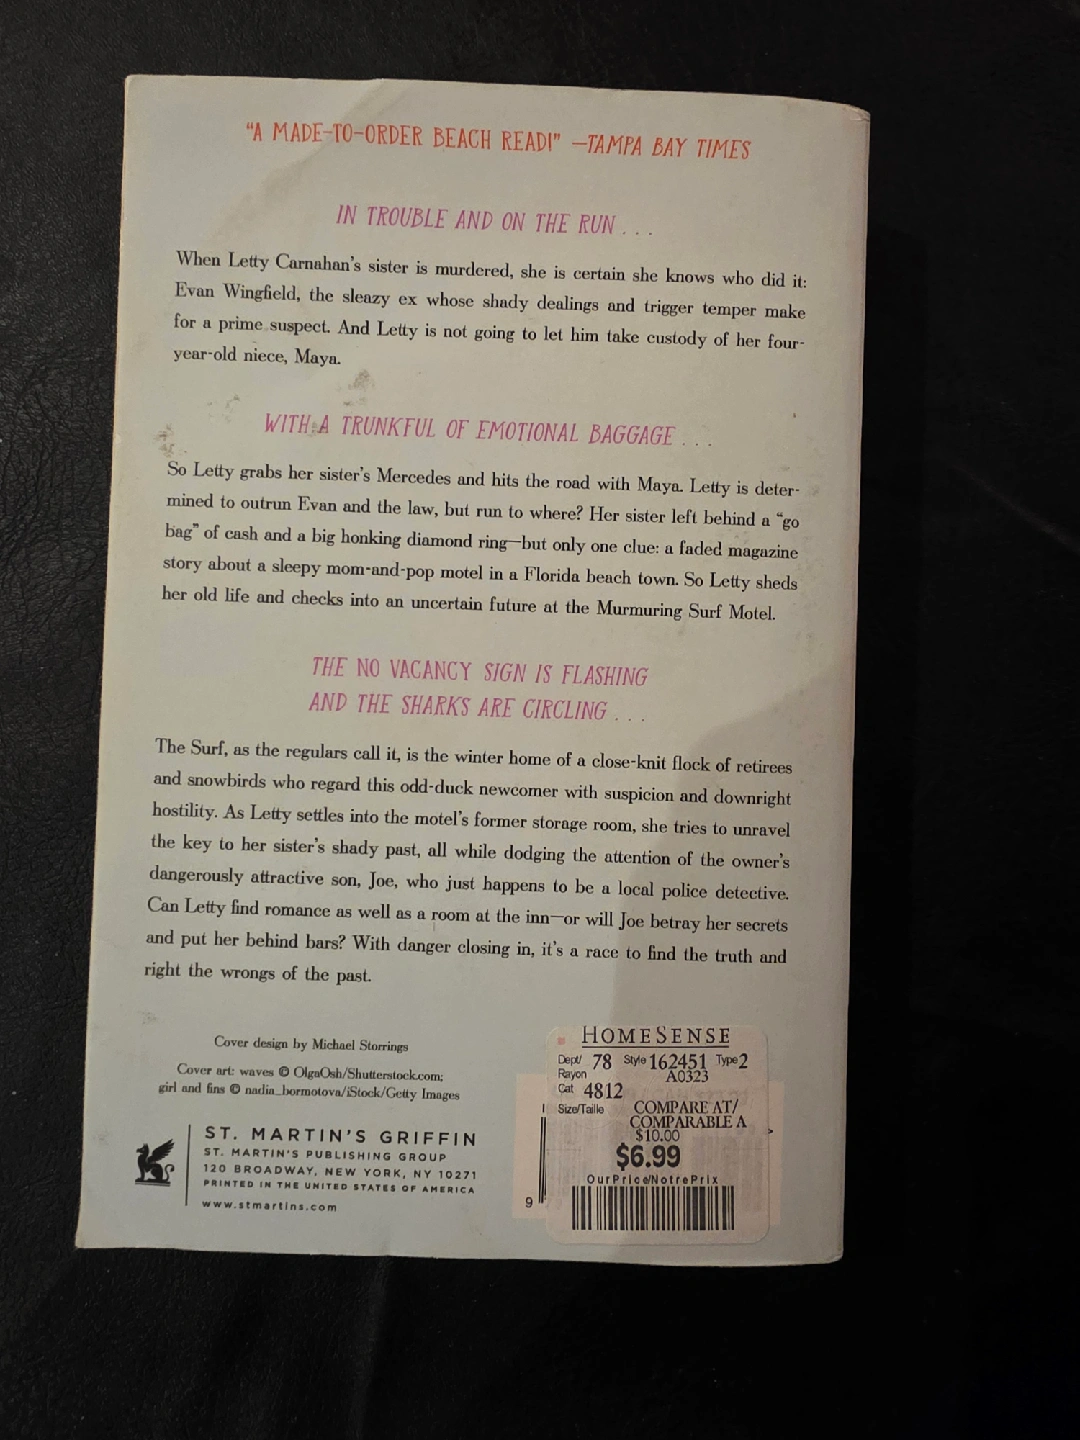 "A MADE-TO-ORDER BEACH READ!" —TAMPA BAY TIMES
IN TROUBLE AND ON THE RUN . . .
When Letty Carnahan's sister is murdered, she is certain she knows who did it:
Evan Wingfield, the sleazy ex whose shady dealings and trigger temper make
for a prime suspect. And Letty is not going to let him take custody of her four-
year-old niece, Maya.
WITH A TRUNKFUL OF EMOTIONAL BAGGAGE . . .
So Letty grabs her sister's Mercedes and hits the road with Maya. Letty is deter-
mined to outrun Evan and the law, but run to where? Her sister left behind a "go
bag" of cash and a big honking diamond ring—but only one clue: a faded magazine
story about a sleepy mom-and-pop motel in a Florida beach town. So Letty sheds
her old life and checks into an uncertain future at the Murmuring Surf Motel.
THE NO VACANCY SIGN IS FLASHING
AND THE SHARKS ARE CIRCLING . . .
The Surf, as the regulars call it, is the winter home of a close-knit flock of retirees
and snowbirds who regard this odd-duck newcomer with suspicion and downright
hostility. As Letty settles into the motel's former storage room, she tries to unravel
the key to her sister's shady past, all while dodging the attention of the owner's
dangerously attractive son, Joe, who just happens to be a local police detective.
Can Letty find romance as well as a room at the inn—or will Joe betray her secrets
and put her behind bars? With danger closing in, it's a race to find the truth and
right the wrongs of the past.
Cover design by Michael Storrings
Cover art: waves © OlgaOsh/Shutterstock.com;
girl and fins © nadia_bormotova/iStock/Getty Images
ST. MARTIN'S GRIFFIN
ST. MARTIN'S PUBLISHING GROUP
120 BROADWAY, NEW YORK, NY 10271
PRINTED IN THE UNITED STATES OF AMERICA
www.stmartins.com
HOMESENSE
Dept/ 78 Style 162451 Type 2
Rayon A0323
Cat 4812
Size/Taille COMPARE AT/
COMPARABLE A
$10.00
$6.99
Our Price/Notre Prix
9